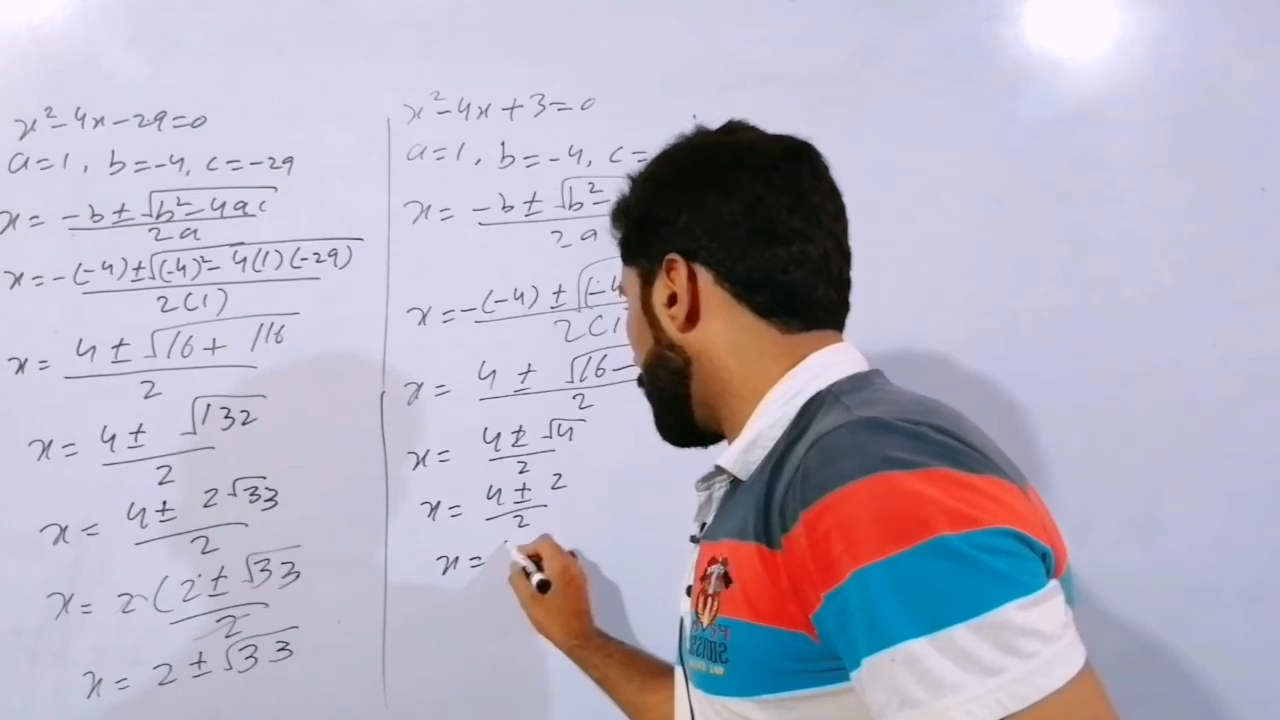 x² - 4x - 29 = 0
a = 1, b = -4, c = -29
x = -b ± √b² - 4ac / 2a
x = -(-4) ± √(-4)² - 4(1)(-29) / 2(1)
x = 4 ± √16 + 116 / 2
x = 4 ± √132 / 2
x = 4 ± 2√33 / 2
x = 2(2 ± √33 / 2
x = 2 ± √33
x² - 4x + 3 = 0
a = 1, b = -4, c =
x = -b ± √b² - / 2a
x = -(-4) ± √(-4 / 2(1
x = 4 ± √16 - / 2
x = 4 ± √4 / 2
x = 4 ± 2 / 2
x =